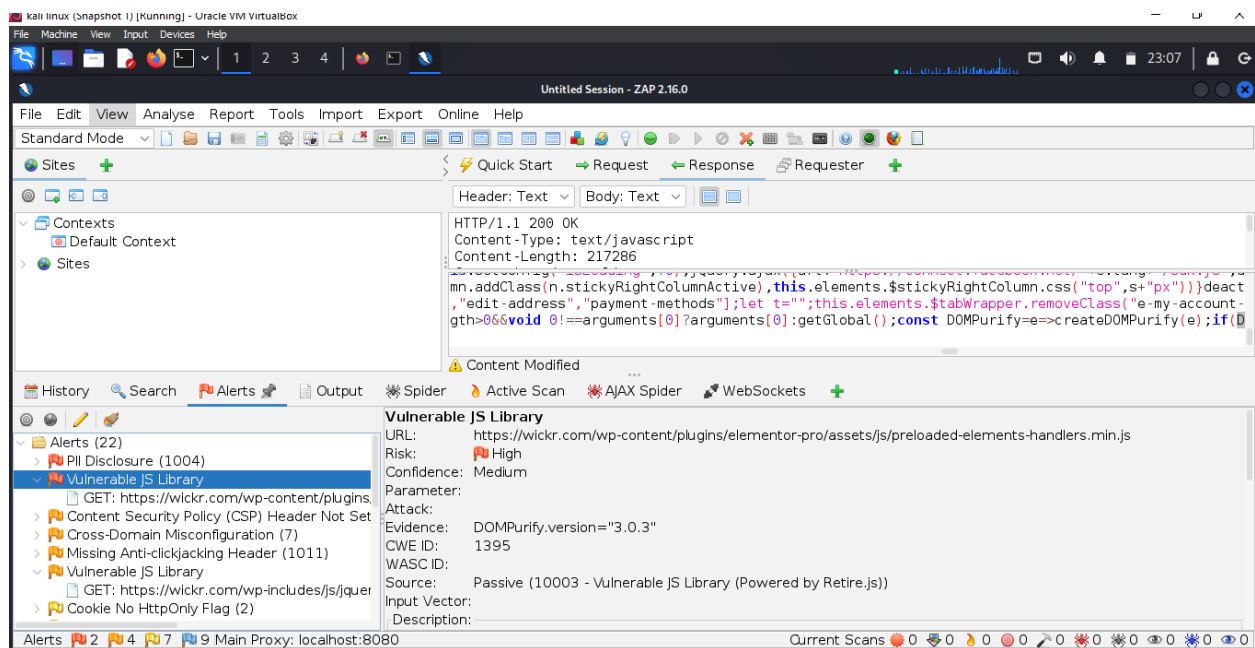 kali linux (Snapshot 1) [Running] - Oracle VM VirtualBox
File Machine View Input Devices Help
1 2 3 4 23:07
Untitled Session - ZAP 2.16.0
File Edit View Analyse Report Tools Import Export Online Help
Standard Mode
Sites
Quick Start Request Response Requester
Header: Text Body: Text
Contexts
Default Context
Sites
HTTP/1.1 200 OK
Content-Type: text/javascript
Content-Length: 217286
mn.addClass(n.stickyRightColumnActive),this.elements.$stickyRightColumn.css("top",s+"px"))}deact
,"edit-address","payment-methods"];let t="";this.elements.$tabWrapper.removeClass("e-my-account-
gth>0&&void 0!==arguments[0]?arguments[0]:getGlobal();const DOMPurify=e=>createDOMPurify(e);if(D
Content Modified
History Search Alerts Output Spider Active Scan AJAX Spider WebSockets
Alerts (22)
PII Disclosure (1004)
Vulnerable JS Library
GET: https://wickr.com/wp-content/plugins
Content Security Policy (CSP) Header Not Set
Cross-Domain Misconfiguration (7)
Missing Anti-clickjacking Header (1011)
Vulnerable JS Library
GET: https://wickr.com/wp-includes/js/jquer
Cookie No HttpOnly Flag (2)
Vulnerable JS Library
URL: https://wickr.com/wp-content/plugins/elementor-pro/assets/js/preloaded-elements-handlers.min.js
Risk: High
Confidence: Medium
Parameter:
Attack:
Evidence: DOMPurify.version="3.0.3"
CWE ID: 1395
WASC ID:
Source: Passive (10003 - Vulnerable JS Library (Powered by Retire.js))
Input Vector:
Description:
Alerts 2 4 7 9 Main Proxy: localhost:8080 Current Scans 0 0 0 0 0 0 0 0 0 0